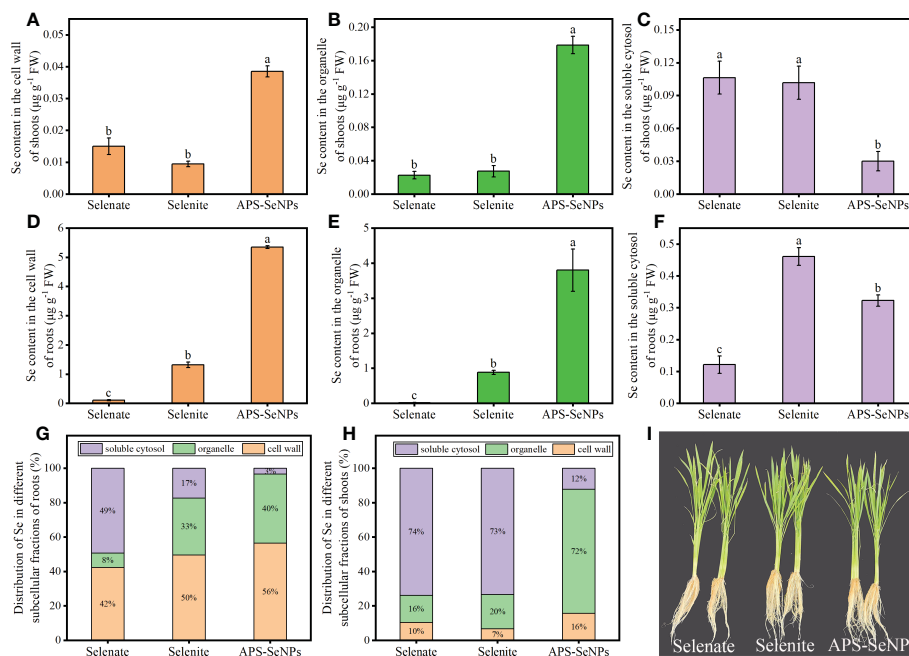 A
Se content in the cell wall
of shoots (μg g-1 FW)
0.05
0.04
0.03
0.02
0.01
0.00
b
b
a
Selenate Selenite APS-SeNPs
B
Se content in the organelle
of shoots (μg g-1 FW)
0.20
0.16
0.12
0.08
0.04
0.00
b
b
a
Selenate Selenite APS-SeNPs
C
Se content in the soluble cytosol
of shoots (μg g-1 FW)
0.15
0.12
0.09
0.06
0.03
0.00
a
a
b
Selenate Selenite APS-SeNPs
D
Se content in the cell wall
of roots (μg g-1 FW)
6
5
4
3
2
1
0
c
b
a
Selenate Selenite APS-SeNPs
E
Se content in the organelle
of roots (μg g-1 FW)
5
4
3
2
1
0
c
b
a
Selenate Selenite APS-SeNPs
F
Se content in the soluble cytosol
of roots (μg g-1 FW)
0.5
0.4
0.3
0.2
0.1
0.0
c
a
b
Selenate Selenite APS-SeNPs
G
Distribution of Se in different
subcellular fractions of roots (%)
soluble cytosol organelle cell wall
100
80
60
40
20
0
49%
8%
42%
17%
33%
50%
3%
40%
56%
Selenate Selenite APS-SeNPs
H
Distribution of Se in different
subcellular fractions of shoots (%)
soluble cytosol organelle cell wall
100
80
60
40
20
0
74%
16%
10%
73%
20%
7%
12%
72%
16%
Selenate Selenite APS-SeNPs
I
Selenate Selenite APS-SeNPs